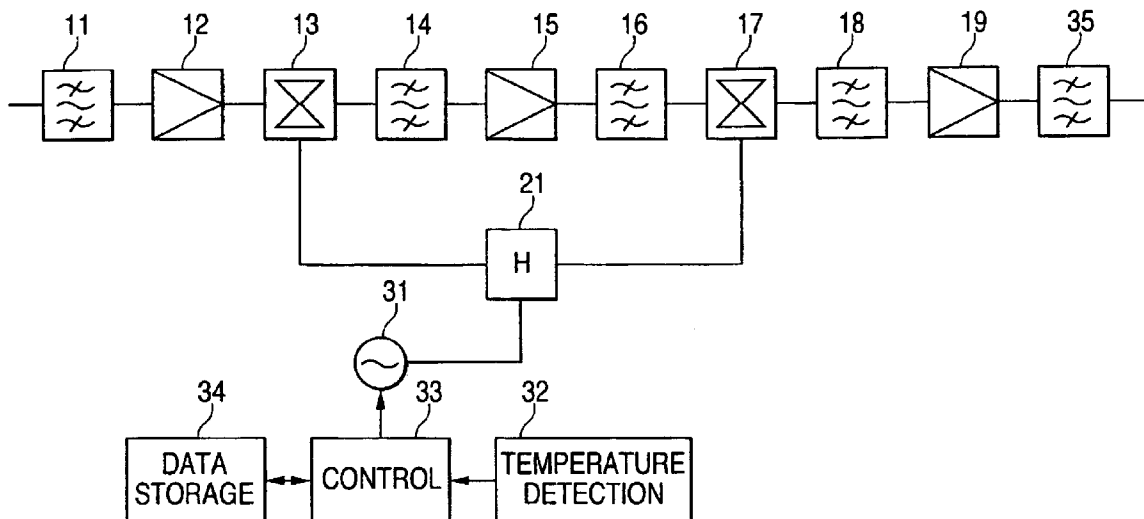 11 12 13 14 15 16 17 18 19 35
21
H
31
34 33 32
DATA
STORAGE
CONTROL
TEMPERATURE
DETECTION